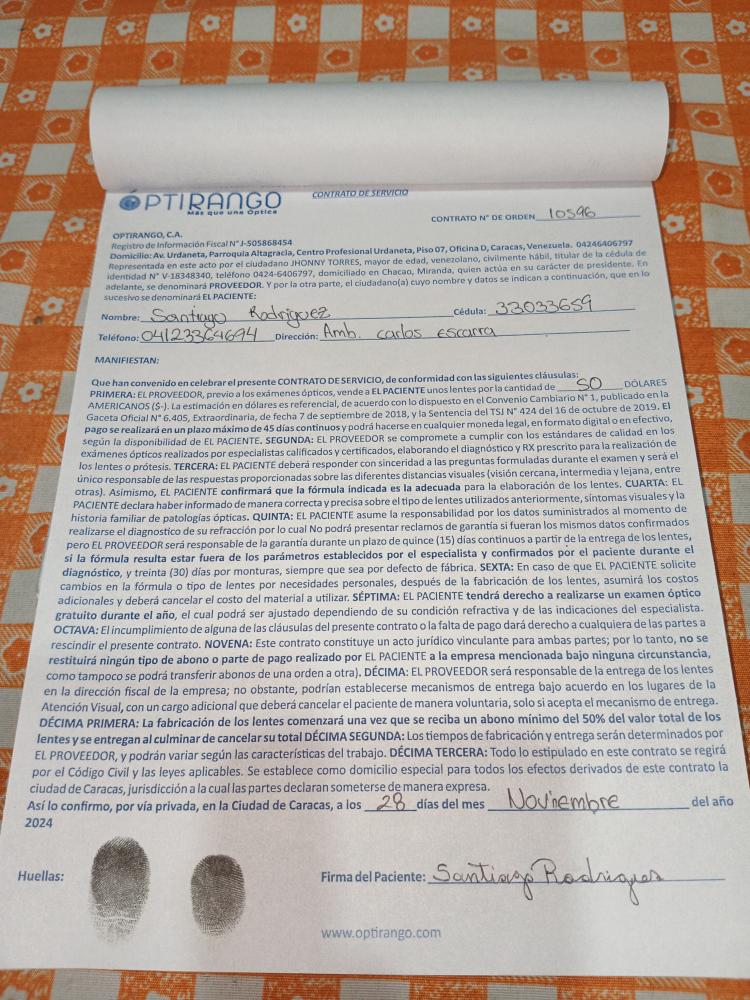 ÓPTIRANGO
Más que una Óptica
CONTRATO DE SERVICIO
CONTRATO N° DE ORDEN 10596
OPTIRANGO, C.A.
Registro de Información Fiscal N° J-505868454
Domicilio: Av. Urdaneta, Parroquia Altagracia, Centro Profesional Urdaneta, Piso 07, Oficina D, Caracas, Venezuela. 04246406797
Representada en este acto por el ciudadano JHONNY TORRES, mayor de edad, venezolano, civilmente hábil, titular de la cédula de
identidad N° V-18348340, teléfono 0424-6406797, domiciliado en Chacao, Miranda, quien actúa en su carácter de presidente. En
adelante, se denominará PROVEEDOR. Y por la otra parte, el ciudadano(a) cuyo nombre y datos se indican a continuación, que en lo
sucesivo se denominará EL PACIENTE:
Nombre: Santiago Rodriguez Cédula: 33033659
Teléfono: 04123364694 Dirección: Amb. carlos escarra
MANIFIESTAN:
Que han convenido en celebrar el presente CONTRATO DE SERVICIO, de conformidad con las siguientes cláusulas:
PRIMERA: EL PROVEEDOR, previo a los exámenes ópticos, vende a EL PACIENTE unos lentes por la cantidad de 50 DÓLARES
AMERICANOS ($-). La estimación en dólares es referencial, de acuerdo con lo dispuesto en el Convenio Cambiario N° 1, publicado en la
Gaceta Oficial N° 6.405, Extraordinaria, de fecha 7 de septiembre de 2018, y la Sentencia del TSJ N° 424 del 16 de octubre de 2019. El
pago se realizará en un plazo máximo de 45 días continuos y podrá hacerse en cualquier moneda legal, en formato digital o en efectivo,
según la disponibilidad de EL PACIENTE. SEGUNDA: EL PROVEEDOR se compromete a cumplir con los estándares de calidad en los
exámenes ópticos realizados por especialistas calificados y certificados, elaborando el diagnóstico y RX prescrito para la realización de
los lentes o prótesis. TERCERA: EL PACIENTE deberá responder con sinceridad a las preguntas formuladas durante el examen y será el
único responsable de las respuestas proporcionadas sobre las diferentes distancias visuales (visión cercana, intermedia y lejana, entre
otras). Asimismo, EL PACIENTE confirmará que la fórmula indicada es la adecuada para la elaboración de los lentes. CUARTA: EL
PACIENTE declara haber informado de manera correcta y precisa sobre el tipo de lentes utilizados anteriormente, síntomas visuales y la
historia familiar de patologías ópticas. QUINTA: EL PACIENTE asume la responsabilidad por los datos suministrados al momento de
realizarse el diagnostico de su refracción por lo cual No podrá presentar reclamos de garantía si fueran los mismos datos confirmados
pero EL PROVEEDOR será responsable de la garantía durante un plazo de quince (15) días continuos a partir de la entrega de los lentes,
si la fórmula resulta estar fuera de los parámetros establecidos por el especialista y confirmados por el paciente durante el
diagnóstico, y treinta (30) días por monturas, siempre que sea por defecto de fábrica. SEXTA: En caso de que EL PACIENTE solicite
cambios en la fórmula o tipo de lentes por necesidades personales, después de la fabricación de los lentes, asumirá los costos
adicionales y deberá cancelar el costo del material a utilizar. SÉPTIMA: EL PACIENTE tendrá derecho a realizarse un examen óptico
gratuito durante el año, el cual podrá ser ajustado dependiendo de su condición refractiva y de las indicaciones del especialista.
OCTAVA: El incumplimiento de alguna de las cláusulas del presente contrato o la falta de pago dará derecho a cualquiera de las partes a
rescindir el presente contrato. NOVENA: Este contrato constituye un acto jurídico vinculante para ambas partes; por lo tanto, no se
restituirá ningún tipo de abono o parte de pago realizado por EL PACIENTE a la empresa mencionada bajo ninguna circunstancia,
como tampoco se podrá transferir abonos de una orden a otra). DÉCIMA: EL PROVEEDOR será responsable de la entrega de los lentes
en la dirección fiscal de la empresa; no obstante, podrían establecerse mecanismos de entrega bajo acuerdo en los lugares de la
Atención Visual, con un cargo adicional que deberá cancelar el paciente de manera voluntaria, solo si acepta el mecanismo de entrega.
DÉCIMA PRIMERA: La fabricación de los lentes comenzará una vez que se reciba un abono mínimo del 50% del valor total de los
lentes y se entregan al culminar de cancelar su total DÉCIMA SEGUNDA: Los tiempos de fabricación y entrega serán determinados por
EL PROVEEDOR, y podrán variar según las características del trabajo. DÉCIMA TERCERA: Todo lo estipulado en este contrato se regirá
por el Código Civil y las leyes aplicables. Se establece como domicilio especial para todos los efectos derivados de este contrato la
ciudad de Caracas, jurisdicción a la cual las partes declaran someterse de manera expresa.
Así lo confirmo, por vía privada, en la Ciudad de Caracas, a los 28 días del mes Noviembre del año
2024
Huellas:
Firma del Paciente: Santiago Rodriguez
www.optirango.com